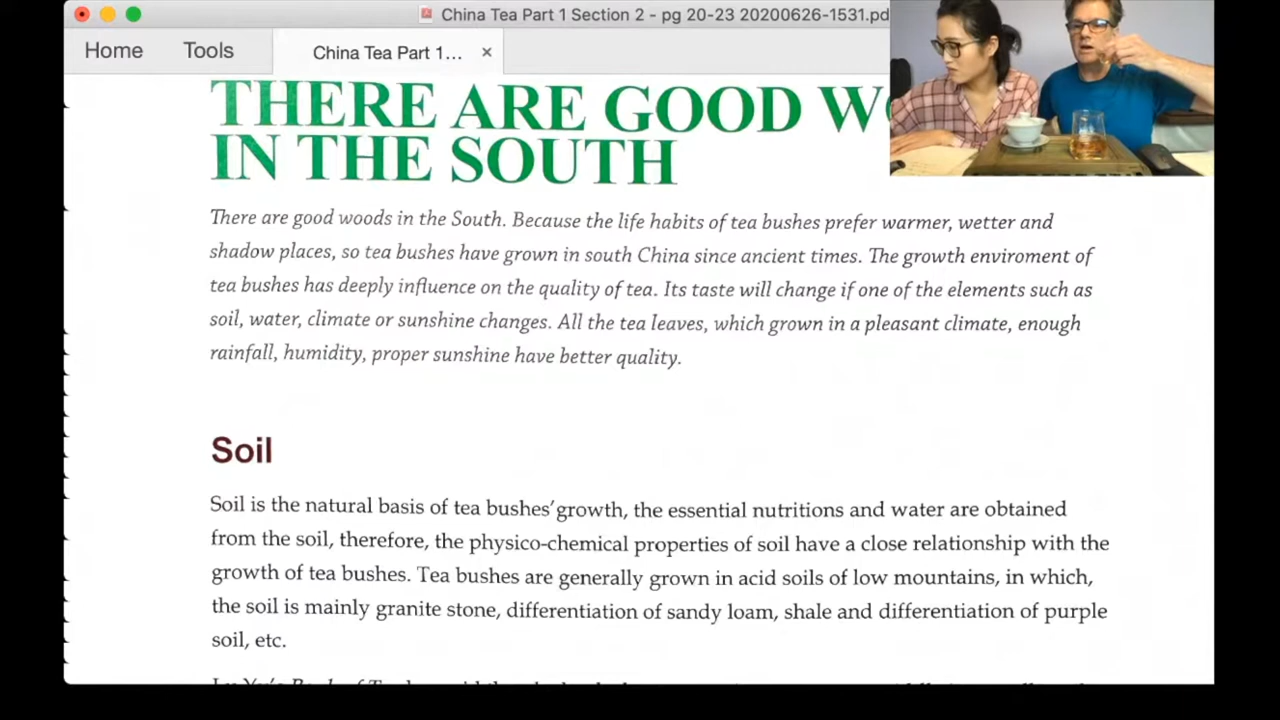 China Tea Part 1 Section 2 - pg 20-23 20200626-1531.pd
Home Tools China Tea Part 1...
THERE ARE GOOD
IN THE SOUTH
There are good woods in the South. Because the life habits of tea bushes prefer warmer, wetter and
shadow places, so tea bushes have grown in south China since ancient times. The growth enviroment of
tea bushes has deeply influence on the quality of tea. Its taste will change if one of the elements such as
soil, water, climate or sunshine changes. All the tea leaves, which grown in a pleasant climate, enough
rainfall, humidity, proper sunshine have better quality.
Soil
Soil is the natural basis of tea bushes'growth, the essential nutritions and water are obtained
from the soil, therefore, the physico-chemical properties of soil have a close relationship with the
growth of tea bushes. Tea bushes are generally grown in acid soils of low mountains, in which,
the soil is mainly granite stone, differentiation of sandy loam, shale and differentiation of purple
soil, etc.